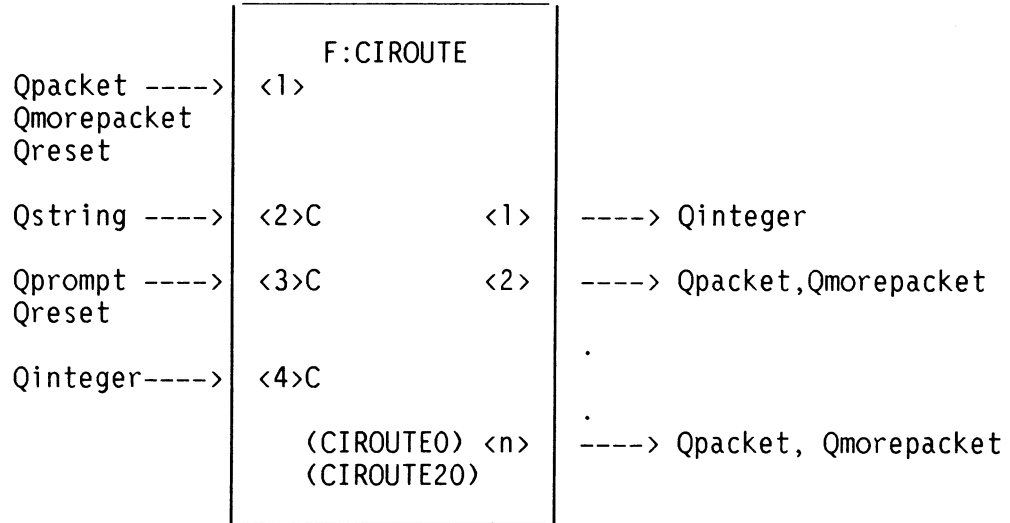 F:CIROUTE
Qpacket ----> <1>
Qmorepacket
Qreset
Qstring ----> <2>C <1> ----> Qinteger
Qprompt ----> <3>C <2> ----> Qpacket,Qmorepacket
Qreset
.
Qinteger----> <4>C
.
(CIROUTE0) <n> ----> Qpacket, Qmorepacket
(CIROUTE20)